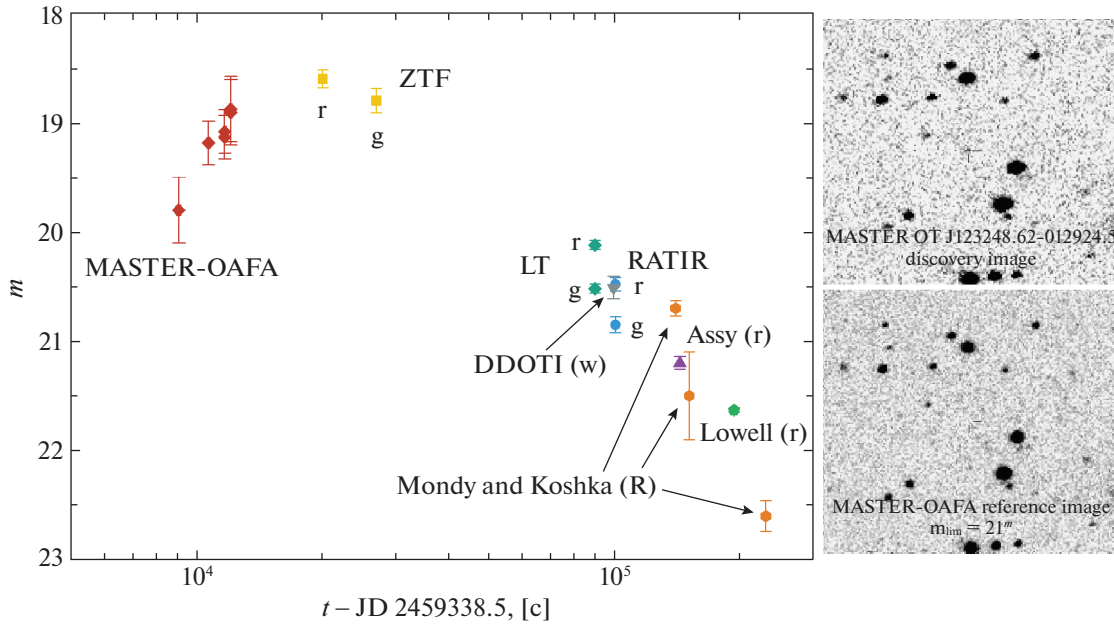 18
19
20
21
22
23
m
10⁴
10⁵
t – JD 2459338.5, [c]
MASTER-OAFA
r
ZTF
g
LT
r
g
RATIR
r
g
DDOTI (w)
Assy (r)
Lowell (r)
Mondy and Koshka (R)
MASTER OT J123248.62-012924.5
discovery image
MASTER-OAFA reference image
m_lim = 21ᵐ